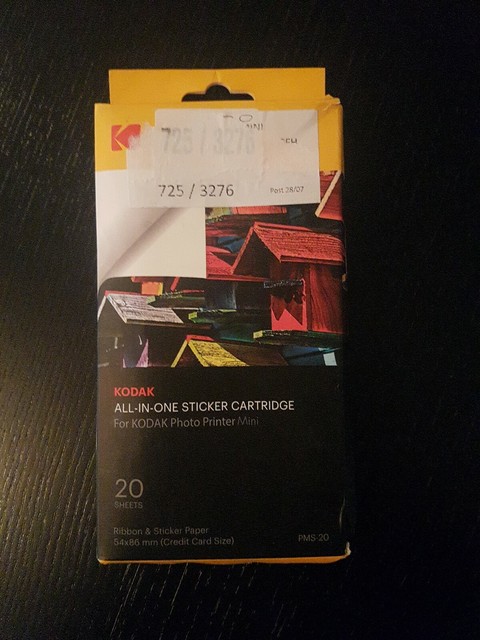 725 / 3276
725 / 3276
Post 28/07
KODAK
ALL-IN-ONE STICKER CARTRIDGE
For KODAK Photo Printer Mini
20
SHEETS
Ribbon & Sticker Paper
54x86 mm (Credit Card Size)
PMS-20